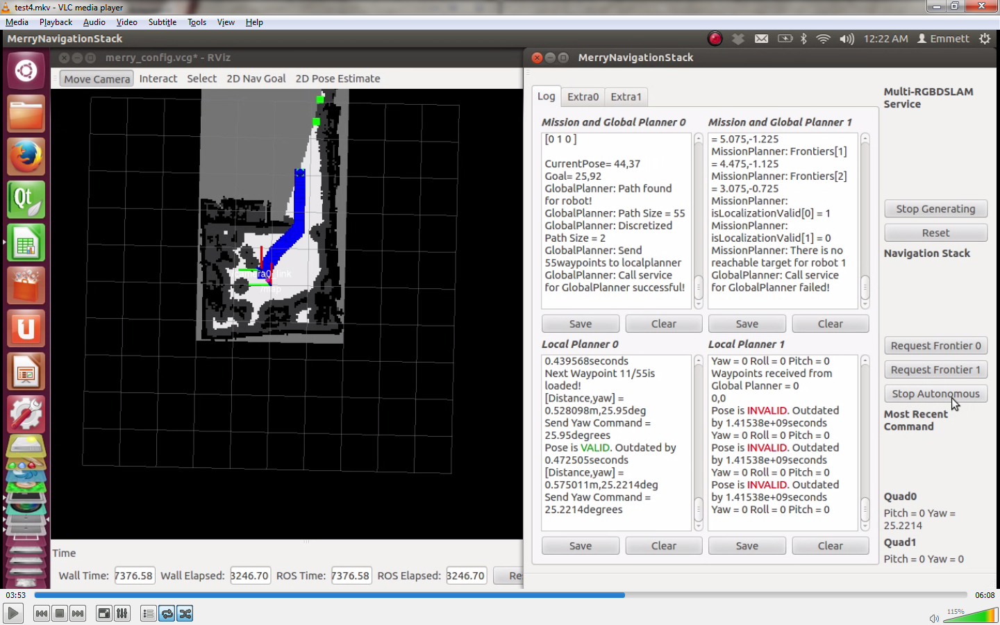 test4.mkv - VLC media player
Media Playback Audio Video Subtitle Tools View Help
MerryNavigationStack
12:22 AM Emmett
merry_config.vcg* - RViz
Move Camera Interact Select 2D Nav Goal 2D Pose Estimate
camera0_link
/map
Time
Wall Time: 7376.58 Wall Elapsed: 3246.70 ROS Time: 7376.58 ROS Elapsed: 3246.70 Re
MerryNavigationStack
Log Extra0 Extra1
Mission and Global Planner 0
[0 1 0 ]
CurrentPose= 44,37
Goal= 25,92
GlobalPlanner: Path found
for robot!
GlobalPlanner: Path Size = 55
GlobalPlanner: Discretized
Path Size = 2
GlobalPlanner: Send
55waypoints to localplanner
GlobalPlanner: Call service
for GlobalPlanner successful!
Save Clear
Mission and Global Planner 1
= 5.075,-1.225
MissionPlanner: Frontiers[1]
= 4.475,-1.125
MissionPlanner: Frontiers[2]
= 3.075,-0.725
MissionPlanner:
isLocalizationValid[0] = 1
MissionPlanner:
isLocalizationValid[1] = 0
MissionPlanner: There is no
reachable target for robot 1
GlobalPlanner: Call service
for GlobalPlanner failed!
Save Clear
Local Planner 0
0.439568seconds
Next Waypoint 11/55is
loaded!
[Distance,yaw] =
0.528098m,25.95deg
Send Yaw Command =
25.95degrees
Pose is VALID. Outdated by
0.472505seconds
[Distance,yaw] =
0.575011m,25.2214deg
Send Yaw Command =
25.2214degrees
Save Clear
Local Planner 1
Yaw = 0 Roll = 0 Pitch = 0
Waypoints received from
Global Planner = 0
0,0
Pose is INVALID. Outdated
by 1.41538e+09seconds
Yaw = 0 Roll = 0 Pitch = 0
Pose is INVALID. Outdated
by 1.41538e+09seconds
Yaw = 0 Roll = 0 Pitch = 0
Pose is INVALID. Outdated
by 1.41538e+09seconds
Yaw = 0 Roll = 0 Pitch = 0
Save Clear
Multi-RGBDSLAM
Service
Stop Generating
Reset
Navigation Stack
Request Frontier 0
Request Frontier 1
Stop Autonomous
Most Recent
Command
Quad0
Pitch = 0 Yaw =
25.2214
Quad1
Pitch = 0 Yaw = 0
03:53 06:08
115%